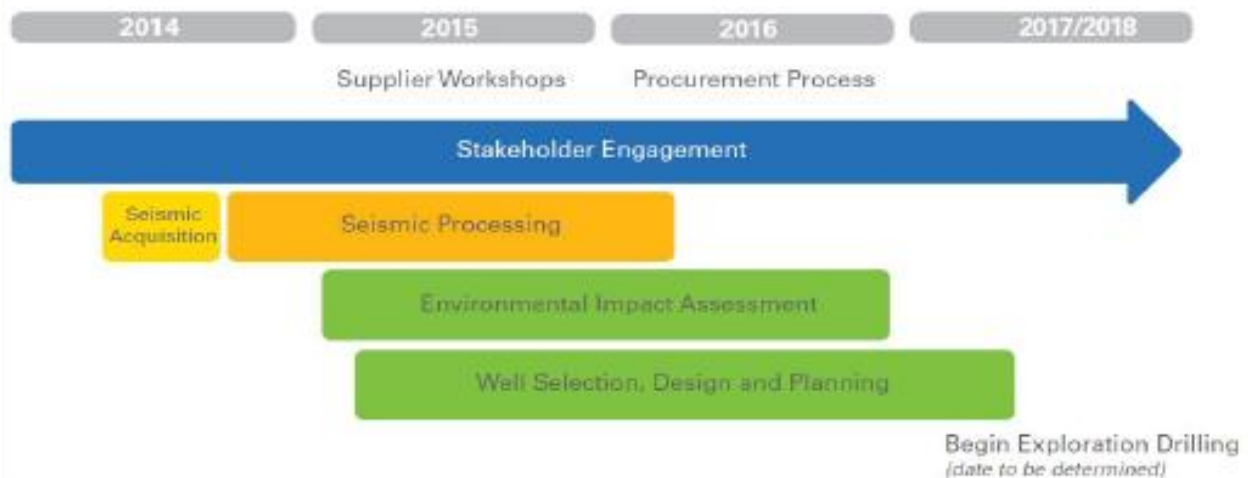 2014 2015 2016 2017/2018
Supplier Workshops Procurement Process
Stakeholder Engagement
Seismic
Acquisition
Seismic Processing
Environmental Impact Assessment
Well Selection, Design and Planning
Begin Exploration Drilling
(date to be determined)